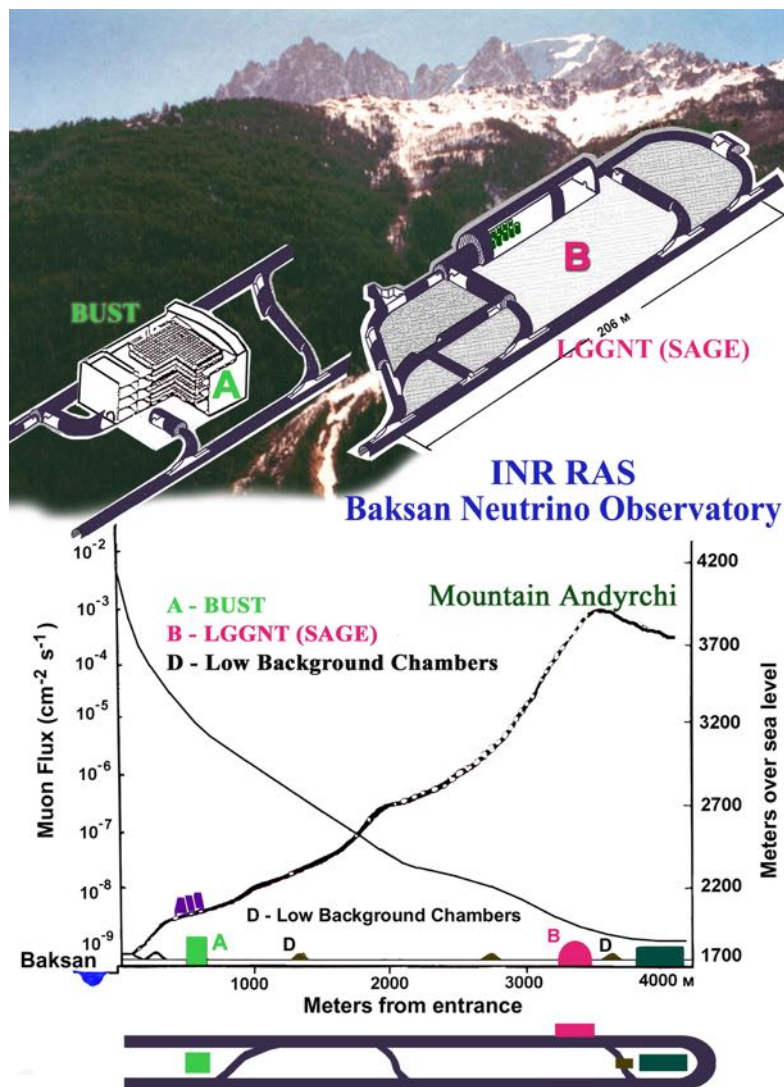 BUST
A
B
206 м
LGGNT (SAGE)
INR RAS
Baksan Neutrino Observatory
10-2
10-3
10-4
10-5
10-6
10-7
10-8
10-9
Muon Flux (cm-2 s-1)
A - BUST
B - LGGNT (SAGE)
D - Low Background Chambers
Mountain Andyrchi
4200
3700
3200
2700
2200
1700
Meters over sea level
D - Low Background Chambers
Baksan
A
D
B
D
1000
2000
3000
4000 м
Meters from entrance